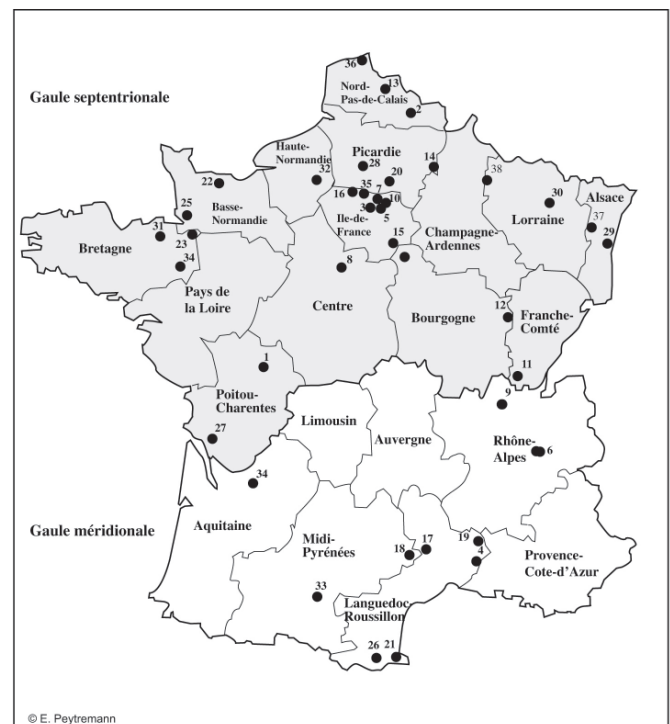 36
13
Nord-
Pas-de-Calais
2
Gaule septentrionale
Haute-
Normandie
32
Picardie
28
20
14
38
22
25
Basse-
Normandie
16
35
7
3
10
5
Ile-de-
France
15
Champagne-
Ardennes
30
Lorraine
Alsace
37
29
31
23
Bretagne
34
8
Pays de
la Loire
Centre
Bourgogne
12
Franche-
Comté
11
1
Poitou-
Charentes
27
Limousin
Auvergne
9
Rhône-
Alpes
6
34
Gaule méridionale
Aquitaine
Midi-
Pyrénées
18
17
19
4
Provence-
Cote-d'Azur
33
Languedoc-
Roussillon
26
21
© E. Peytremann